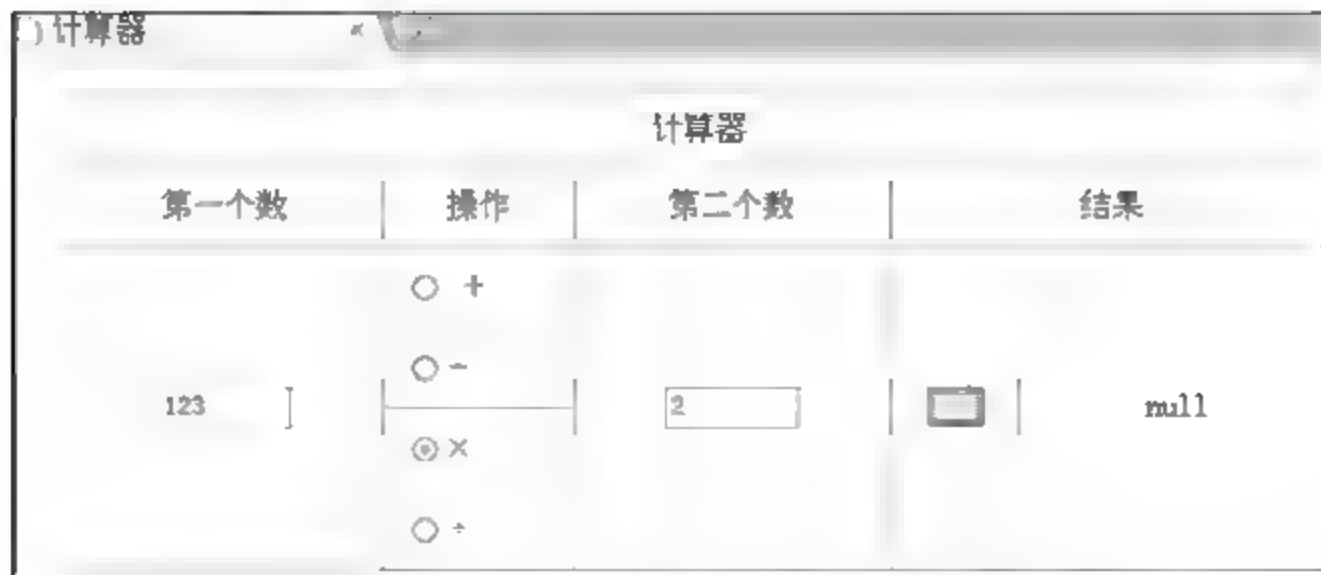 计算器
计算器
第一个数 操作 第二个数 结果
+
-
123 2 null
×
÷